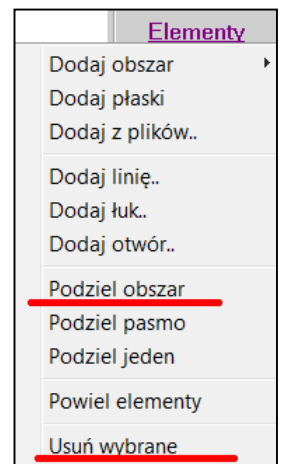 Elementy
Dodaj obszar
Dodaj płaski
Dodaj z plików..
Dodaj linię..
Dodaj łuk..
Dodaj otwór..
Podziel obszar
Podziel pasmo
Podziel jeden
Powiel elementy
Usuń wybrane